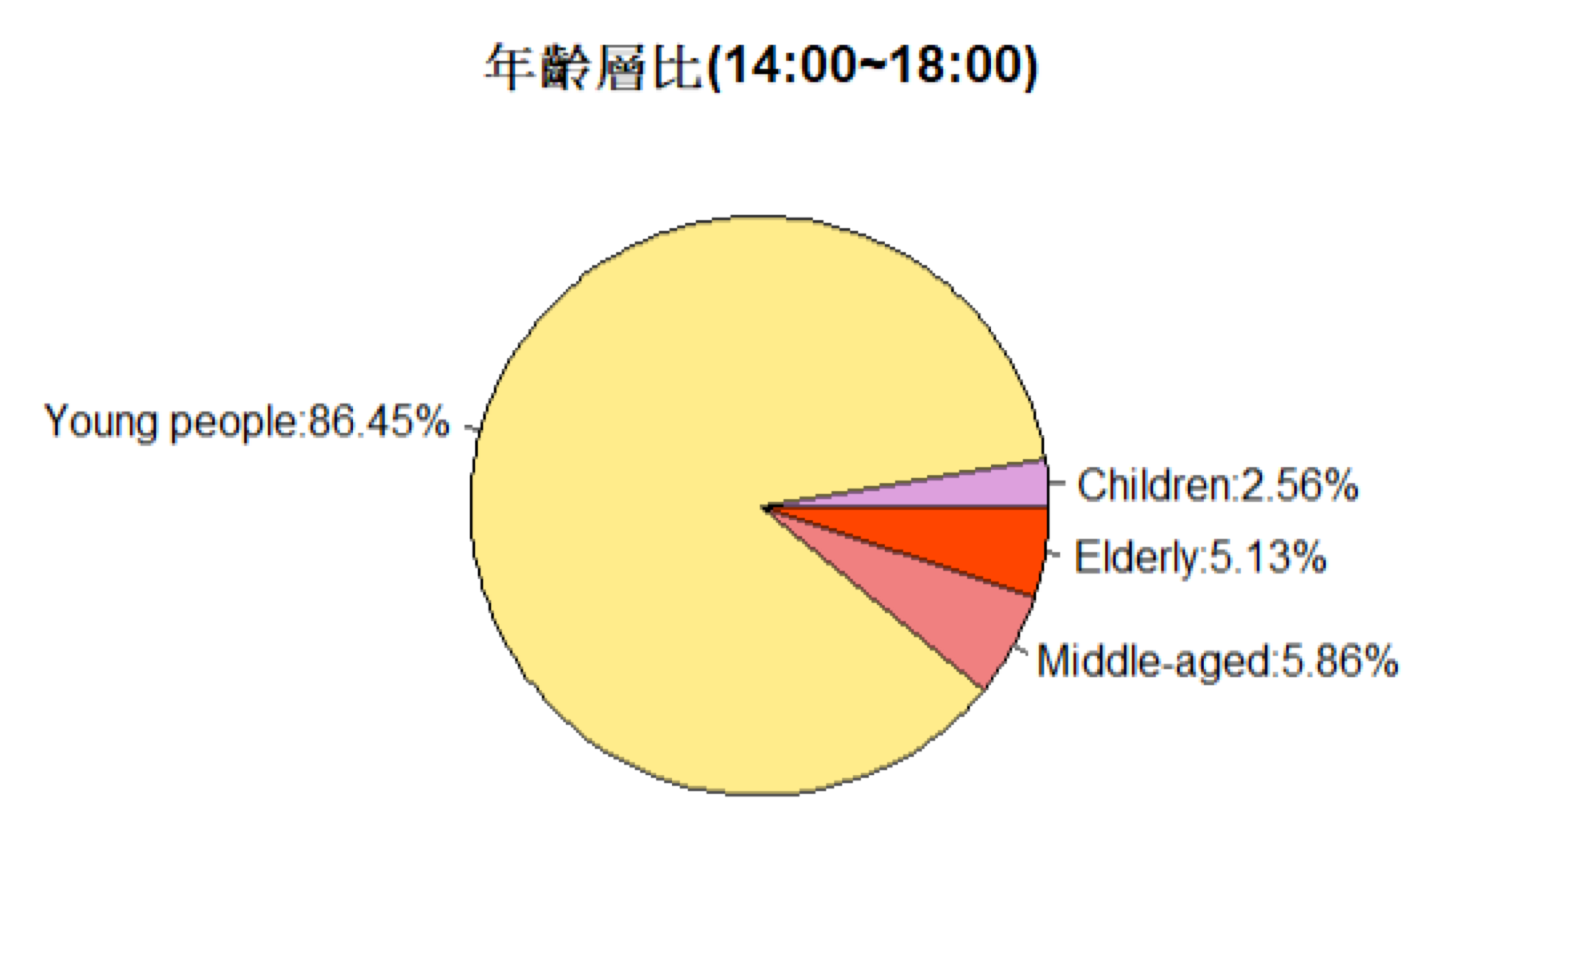 年齡層比(14:00~18:00)
Young people:86.45%
Children:2.56%
Elderly:5.13%
Middle-aged:5.86%